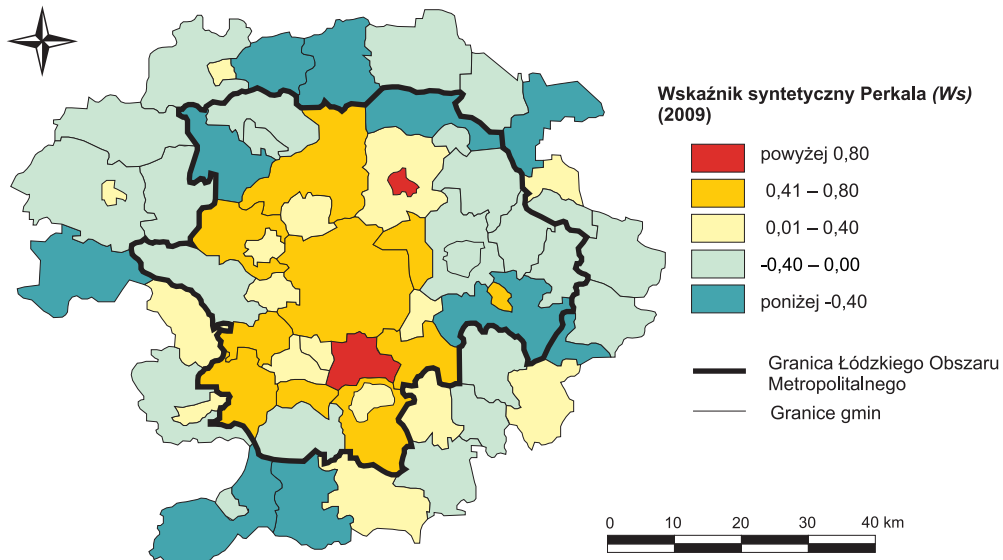 Wskaźnik syntetyczny Perkala (Ws)
(2009)
powyżej 0,80
0,41 – 0,80
0,01 – 0,40
-0,40 – 0,00
poniżej -0,40
Granica Łódzkiego Obszaru
Metropolitalnego
Granice gmin
0 10 20 30 40 km